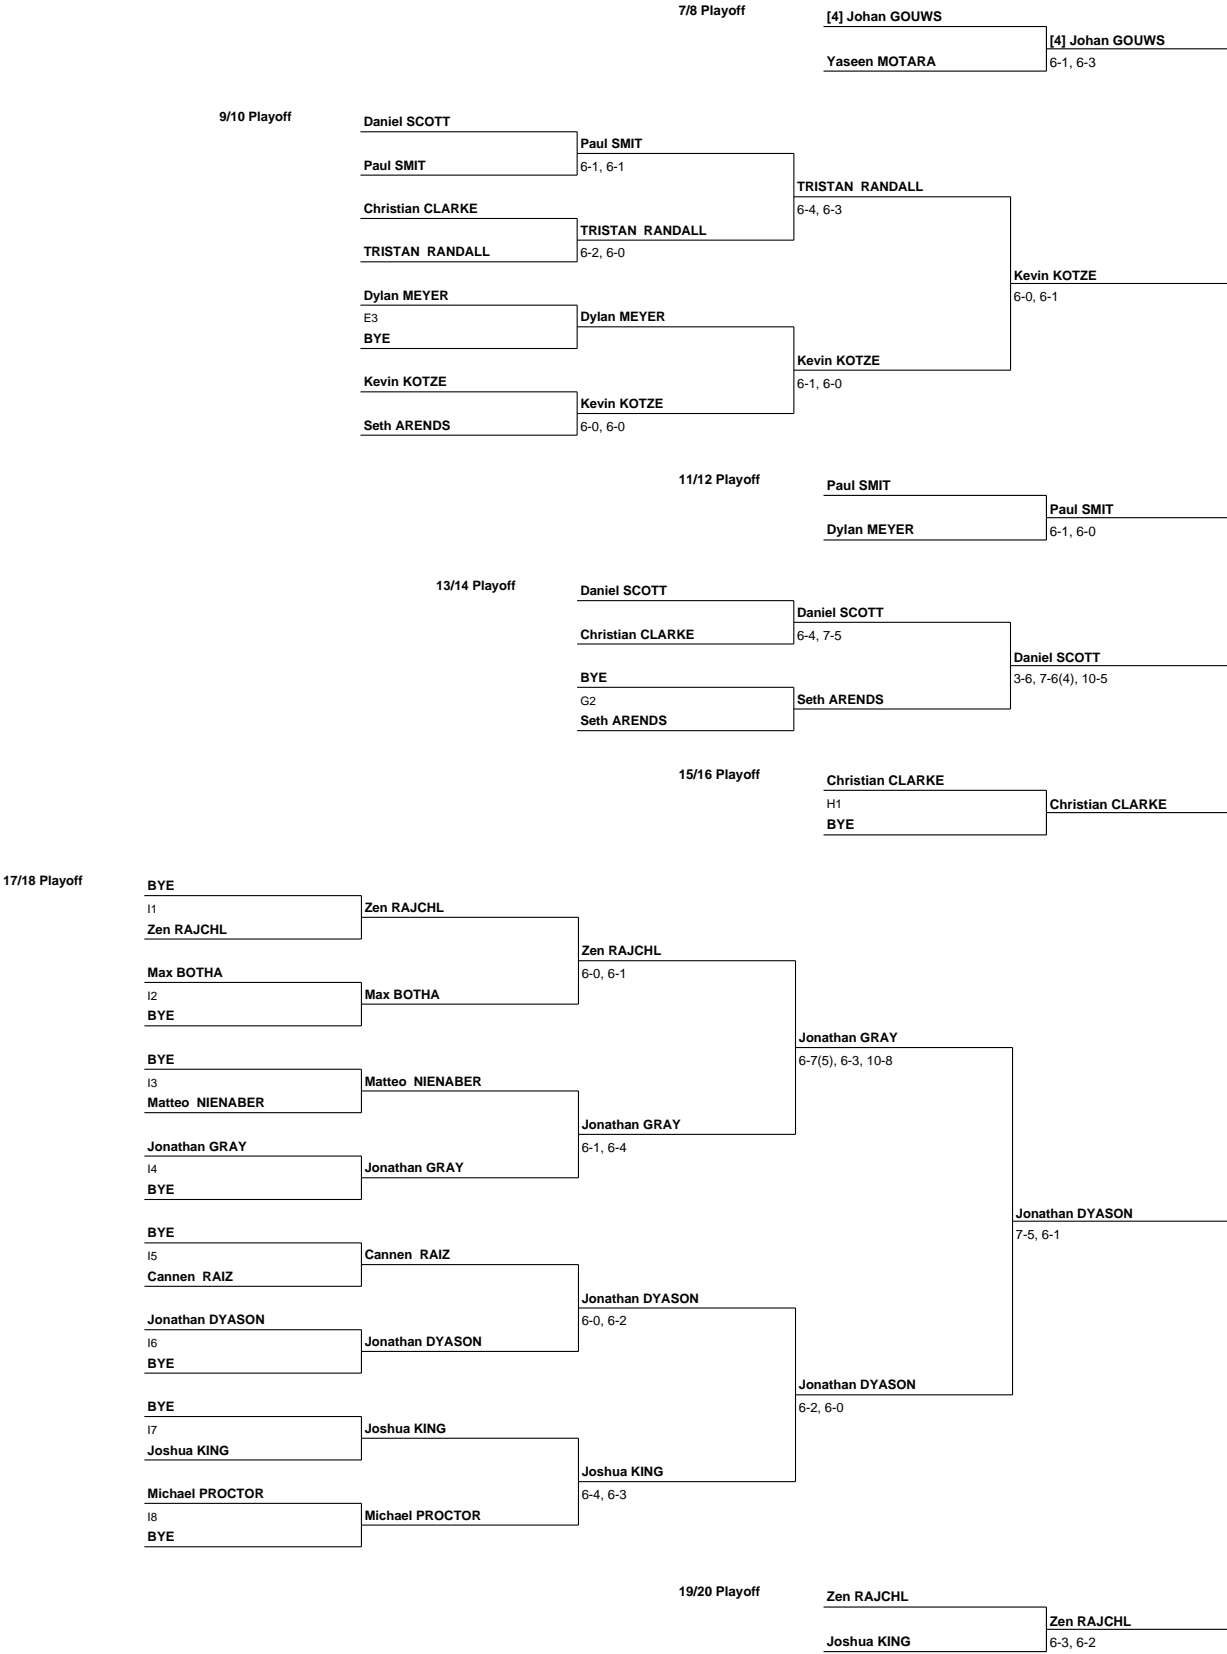 7/8 Playoff
[4] Johan GOUWS
[4] Johan GOUWS
Yaseen MOTARA
6-1, 6-3
9/10 Playoff
Daniel SCOTT
Paul SMIT
Paul SMIT
6-1, 6-1
TRISTAN  RANDALL
Christian CLARKE
6-4, 6-3
TRISTAN  RANDALL
TRISTAN  RANDALL
6-2, 6-0
Kevin KOTZE
Dylan MEYER
6-0, 6-1
E3
Dylan MEYER
BYE
Kevin KOTZE
Kevin KOTZE
6-1, 6-0
Kevin KOTZE
Seth ARENDS
6-0, 6-0
11/12 Playoff
Paul SMIT
Paul SMIT
Dylan MEYER
6-1, 6-0
13/14 Playoff
Daniel SCOTT
Daniel SCOTT
Christian CLARKE
6-4, 7-5
Daniel SCOTT
BYE
3-6, 7-6(4), 10-5
G2
Seth ARENDS
Seth ARENDS
15/16 Playoff
Christian CLARKE
H1
Christian CLARKE
BYE
17/18 Playoff
BYE
I1
Zen RAJCHL
Zen RAJCHL
Zen RAJCHL
Max BOTHA
6-0, 6-1
I2
Max BOTHA
BYE
Jonathan GRAY
BYE
6-7(5), 6-3, 10-8
I3
Matteo  NIENABER
Matteo  NIENABER
Jonathan GRAY
Jonathan GRAY
6-1, 6-4
I4
Jonathan GRAY
BYE
Jonathan DYASON
BYE
7-5, 6-1
I5
Cannen  RAIZ
Cannen  RAIZ
Jonathan DYASON
Jonathan DYASON
6-0, 6-2
I6
Jonathan DYASON
BYE
Jonathan DYASON
BYE
6-2, 6-0
I7
Joshua KING
Joshua KING
Joshua KING
Michael PROCTOR
6-4, 6-3
I8
Michael PROCTOR
BYE
19/20 Playoff
Zen RAJCHL
Zen RAJCHL
Joshua KING
6-3, 6-2